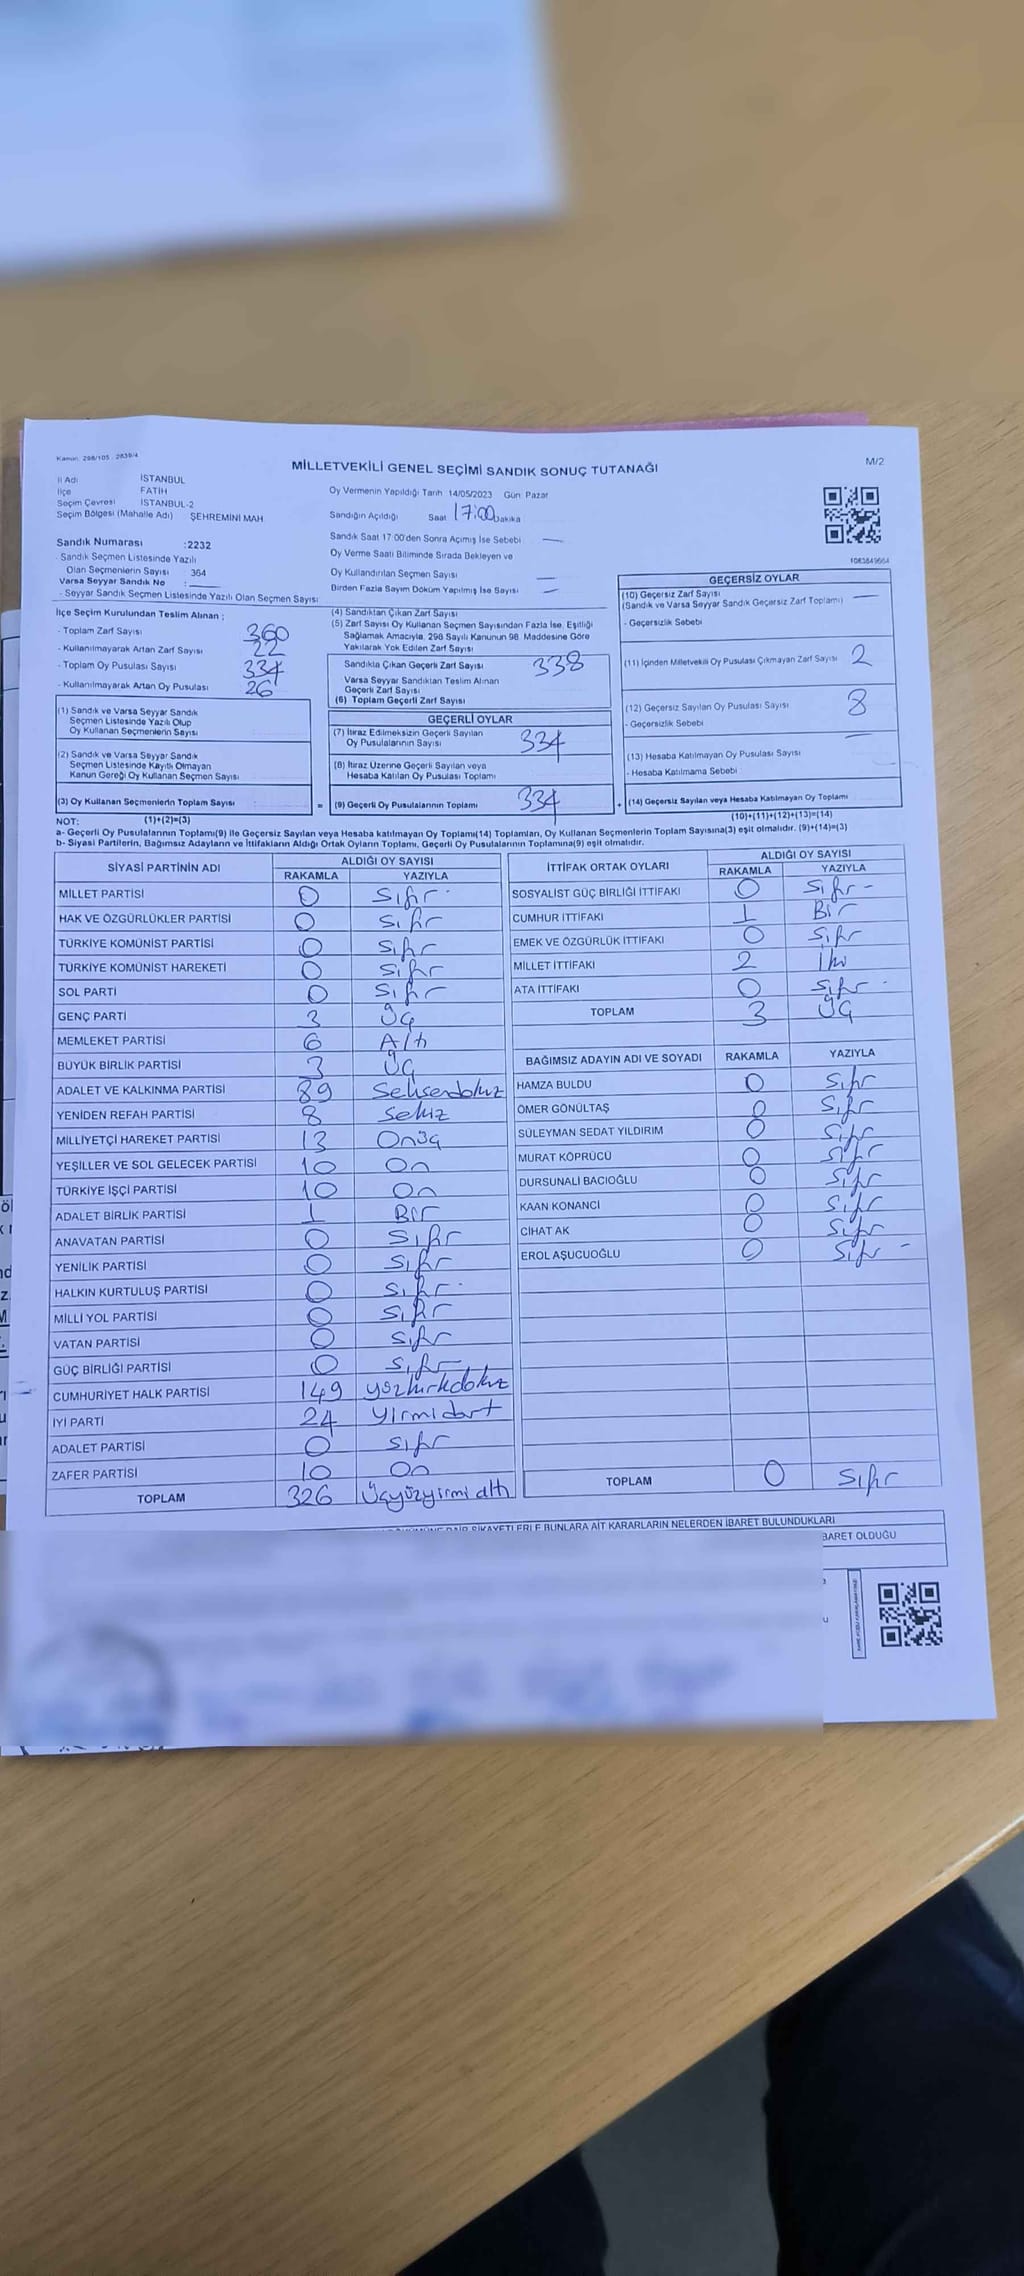 Kanun: 298/105 - 2839/4
MİLLETVEKİLİ GENEL SEÇİMİ SANDIK SONUÇ TUTANAĞI
M/2
İl Adı İSTANBUL
İlçe FATİH
Seçim Çevresi İSTANBUL-2
Seçim Bölgesi (Mahalle Adı) ŞEHREMİNİ MAH
Oy Vermenin Yapıldığı Tarih 14/05/2023 Gün: Pazar
Sandığın Açıldığı Saat 17:00 Dakika
Sandık Saat 17:00'den Sonra Açılmış İse Sebebi —
Oy Verme Saati Bitiminde Sırada Bekleyen ve
Oy Kullandırılan Seçmen Sayısı —
Birden Fazla Sayım Döküm Yapılmış İse Sayısı —
1083849664
Sandık Numarası :2232
- Sandık Seçmen Listesinde Yazılı
Olan Seçmenlerin Sayısı : 364
Varsa Seyyar Sandık No :
- Seyyar Sandık Seçmen Listesinde Yazılı Olan Seçmen Sayısı:
İlçe Seçim Kurulundan Teslim Alınan ;
- Toplam Zarf Sayısı 360
- Kullanılmayarak Artan Zarf Sayısı 22
- Toplam Oy Pusulası Sayısı 334
- Kullanılmayarak Artan Oy Pusulası 26
(4) Sandıktan Çıkan Zarf Sayısı
(5) Zarf Sayısı Oy Kullanan Seçmen Sayısından Fazla İse, Eşitliği
Sağlamak Amacıyla, 298 Sayılı Kanunun 98. Maddesine Göre
Yakılarak Yok Edilen Zarf Sayısı
Sandıkta Çıkan Geçerli Zarf Sayısı 338
Varsa Seyyar Sandıktan Teslim Alınan
Geçerli Zarf Sayısı
(6) Toplam Geçerli Zarf Sayısı
GEÇERSİZ OYLAR
(10) Geçersiz Zarf Sayısı —
(Sandık ve Varsa Seyyar Sandık Geçersiz Zarf Toplamı)
- Geçersizlik Sebebi
(11) İçinden Milletvekili Oy Pusulası Çıkmayan Zarf Sayısı 2
(12) Geçersiz Sayılan Oy Pusulası Sayısı 8
- Geçersizlik Sebebi —
(13) Hesaba Katılmayan Oy Pusulası Sayısı
- Hesaba Katılmama Sebebi
(14) Geçersiz Sayılan veya Hesaba Katılmayan Oy Toplamı
(1) Sandık ve Varsa Seyyar Sandık
Seçmen Listesinde Yazılı Olup
Oy Kullanan Seçmenlerin Sayısı
(2) Sandık ve Varsa Seyyar Sandık
Seçmen Listesinde Kayıtlı Olmayan
Kanun Gereği Oy Kullanan Seçmen Sayısı
(3) Oy Kullanan Seçmenlerin Toplam Sayısı =
GEÇERLİ OYLAR
(7) İtiraz Edilmeksizin Geçerli Sayılan
Oy Pusulalarının Sayısı 334
(8) İtiraz Üzerine Geçerli Sayılan veya
Hesaba Katılan Oy Pusulası Toplamı
(9) Geçerli Oy Pusulalarının Toplamı 334 +
NOT: (1)+(2)=(3) (10)+(11)+(12)+(13)=(14)
a- Geçerli Oy Pusulalarının Toplamı(9) ile Geçersiz Sayılan veya Hesaba katılmayan Oy Toplamı(14) Toplamları, Oy Kullanan Seçmenlerin Toplam Sayısına(3) eşit olmalıdır. (9)+(14)=(3)
b- Siyasi Partilerin, Bağımsız Adayların ve İttifakların Aldığı Ortak Oyların Toplamı, Geçerli Oy Pusulalarının Toplamına(9) eşit olmalıdır.
SİYASİ PARTİNİN ADI ALDIĞI OY SAYISI
RAKAMLA YAZIYLA
MİLLET PARTİSİ 0 Sıfır
HAK VE ÖZGÜRLÜKLER PARTİSİ 0 Sıfır
TÜRKİYE KOMÜNİST PARTİSİ 0 Sıfır
TÜRKİYE KOMÜNİST HAREKETİ 0 Sıfır
SOL PARTİ 0 Sıfır
GENÇ PARTİ 3 Üç
MEMLEKET PARTİSİ 6 Altı
BÜYÜK BİRLİK PARTİSİ 3 Üç
ADALET VE KALKINMA PARTİSİ 89 Seksendokuz
YENİDEN REFAH PARTİSİ 8 Sekiz
MİLLİYETÇİ HAREKET PARTİSİ 13 Onüç
YEŞİLLER VE SOL GELECEK PARTİSİ 10 On
TÜRKİYE İŞÇİ PARTİSİ 10 On
ADALET BİRLİK PARTİSİ 1 Bir
ANAVATAN PARTİSİ 0 Sıfır
YENİLİK PARTİSİ 0 Sıfır
HALKIN KURTULUŞ PARTİSİ 0 Sıfır
MİLLİ YOL PARTİSİ 0 Sıfır
VATAN PARTİSİ 0 Sıfır
GÜÇ BİRLİĞİ PARTİSİ 0 Sıfır
CUMHURİYET HALK PARTİSİ 149 yüzkırkdokuz
İYİ PARTİ 24 Yirmidört
ADALET PARTİSİ 0 Sıfır
ZAFER PARTİSİ 10 On
TOPLAM 326 Üçyüzyirmi altı
İTTİFAK ORTAK OYLARI ALDIĞI OY SAYISI
RAKAMLA YAZIYLA
SOSYALİST GÜÇ BİRLİĞİ İTTİFAKI 0 Sıfır
CUMHUR İTTİFAKI 1 Bir
EMEK VE ÖZGÜRLÜK İTTİFAKI 0 Sıfır
MİLLET İTTİFAKI 2 İki
ATA İTTİFAKI 0 Sıfır
TOPLAM 3 Üç
BAĞIMSIZ ADAYIN ADI VE SOYADI RAKAMLA YAZIYLA
HAMZA BULDU 0 Sıfır
ÖMER GÖNÜLTAŞ 0 Sıfır
SÜLEYMAN SEDAT YILDIRIM 0 Sıfır
MURAT KÖPRÜCÜ 0 Sıfır
DURSUNALİ BACIOĞLU 0 Sıfır
KAAN KONANCİ 0 Sıfır
CİHAT AK 0 Sıfır
EROL AŞUCUOĞLU 0 Sıfır
TOPLAM 0 Sıfır
ŞİKAYETLERLE BUNLARA AİT KARARLARIN NELERDEN İBARET BULUNDUKLARI
BARET OLDUĞU